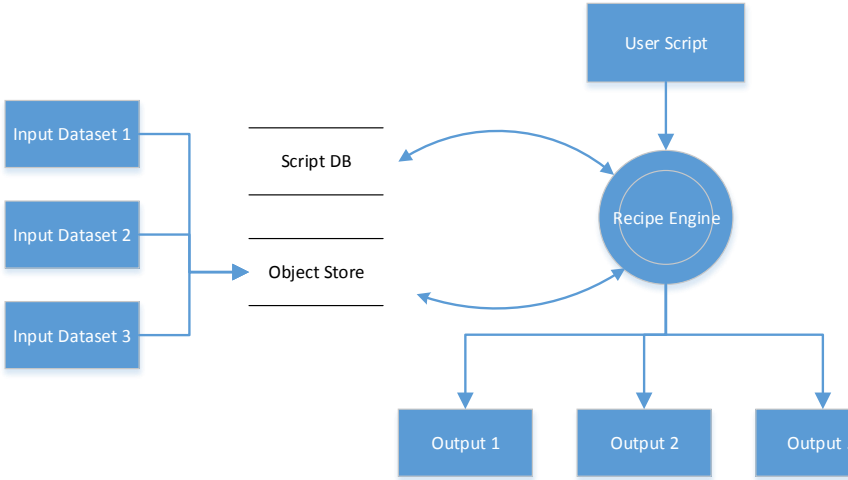 User Script
Input Dataset 1
Script DB
Input Dataset 2
Recipe Engine
Object Store
Input Dataset 3
Output 1
Output 2
Output